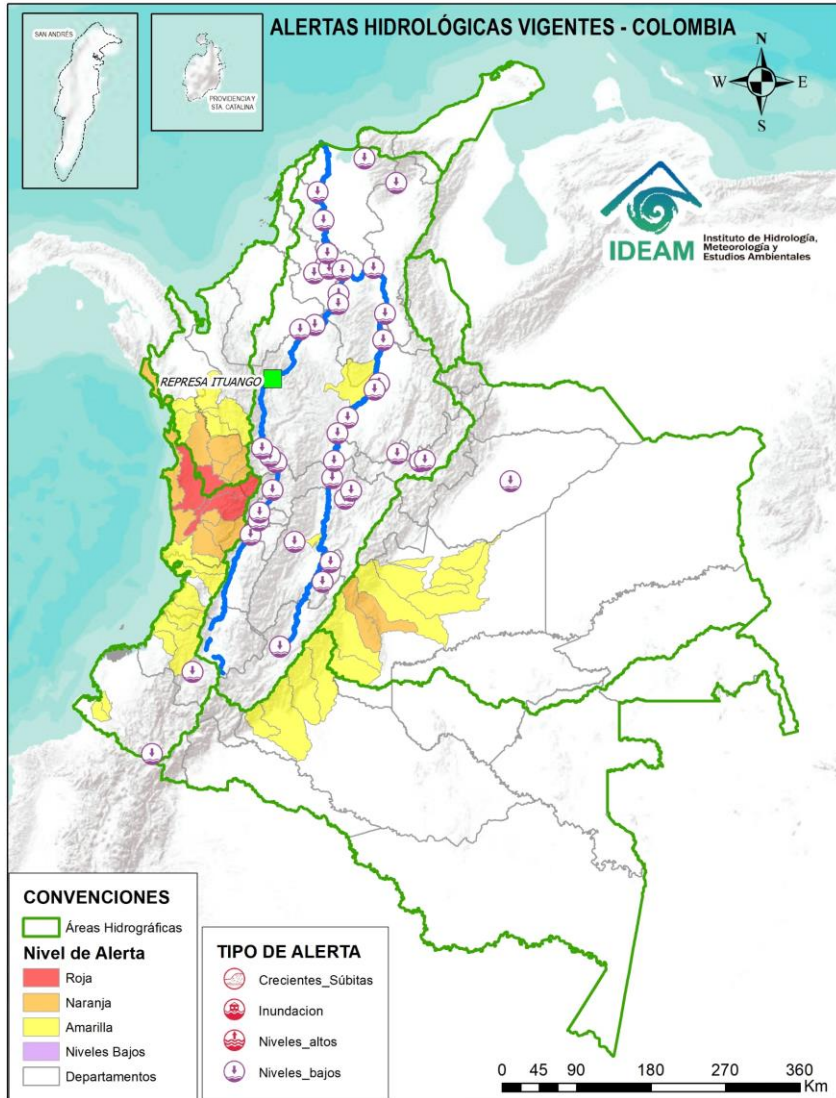 ALERTAS HIDROLÓGICAS VIGENTES - COLOMBIA
SAN ANDRÉS
PROVIDENCIA Y
STA. CATALINA
N
W
E
S
IDEAM
Instituto de Hidrología,
Meteorología y
Estudios Ambientales
REPRESA ITUANGO
CONVENCIONES
Áreas Hidrográficas
Nivel de Alerta
Roja
Naranja
Amarilla
Niveles Bajos
Departamentos
TIPO DE ALERTA
Crecientes_Súbitas
Inundacion
Niveles_altos
Niveles_bajos
0 45 90 180 270 360
Km